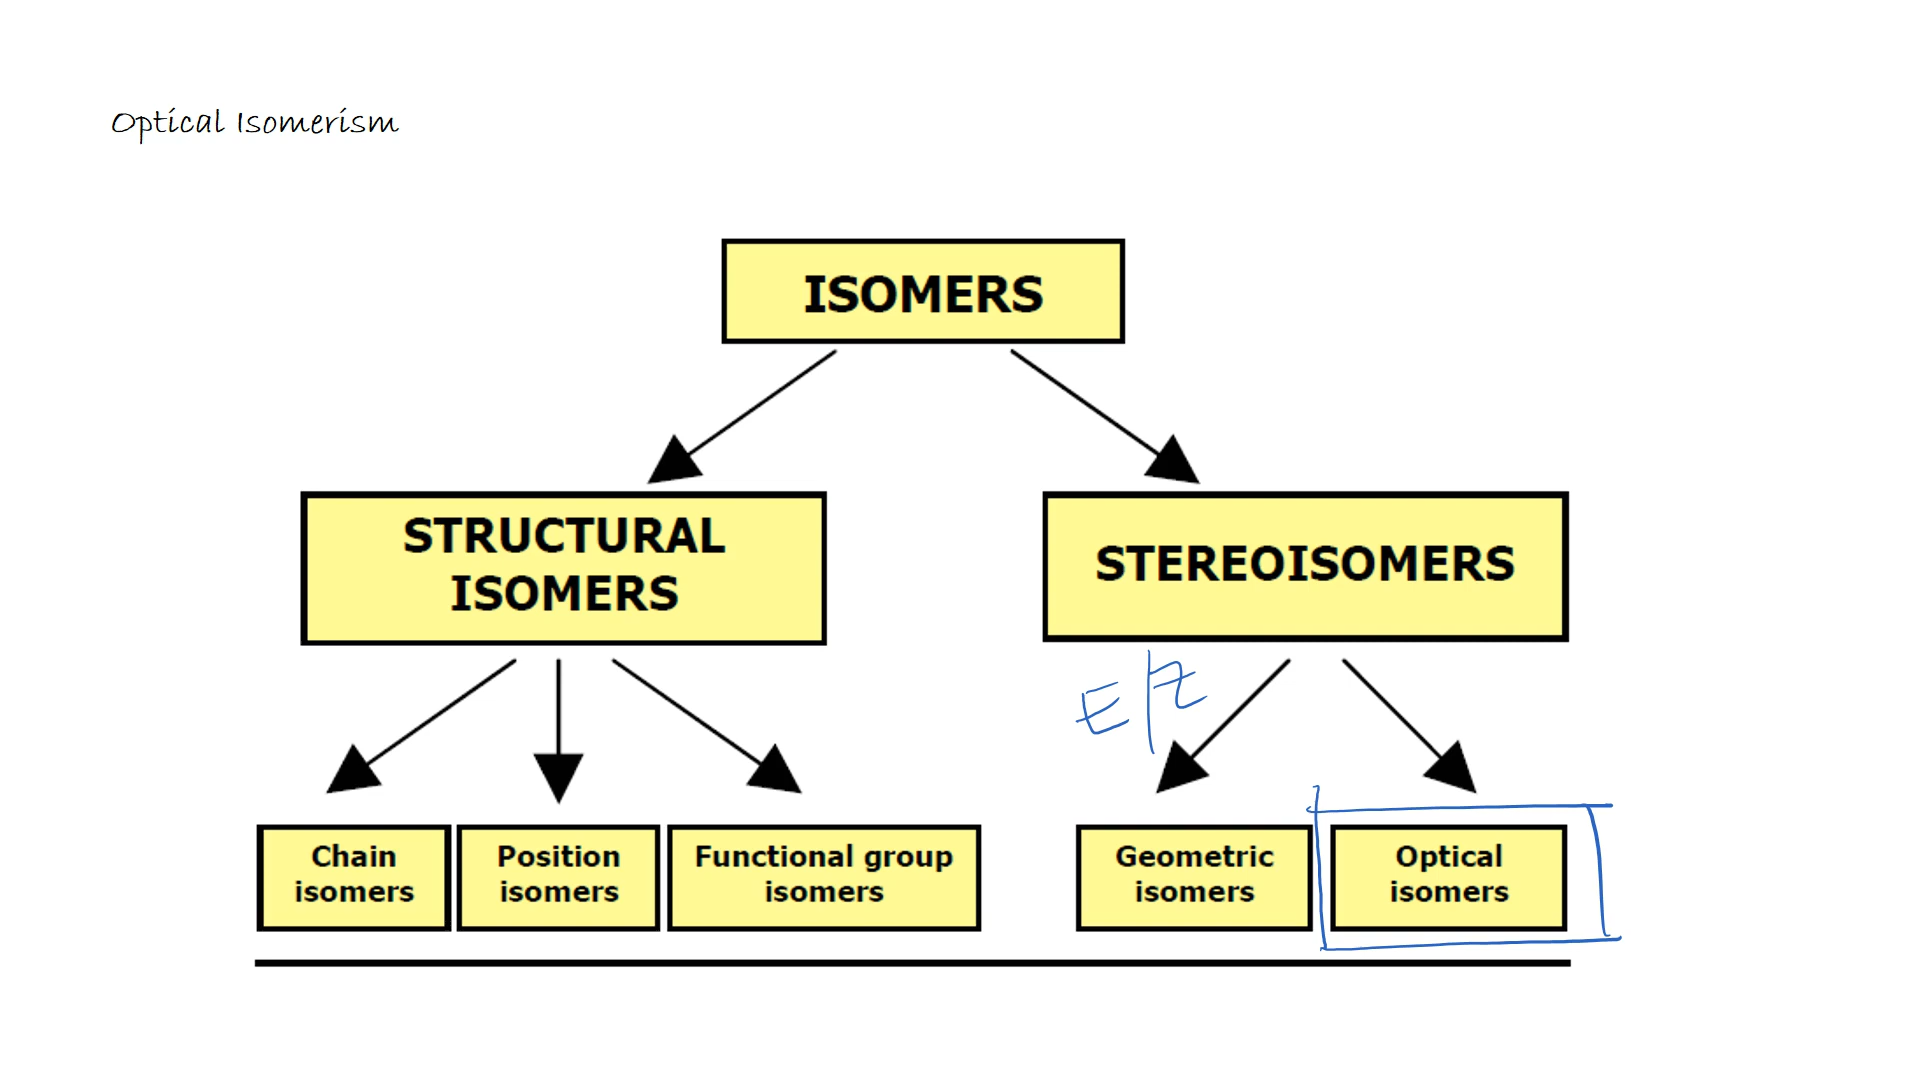 Optical Isomerism
ISOMERS
STRUCTURAL
ISOMERS
STEREOISOMERS
E/Z
Chain
isomers
Position
isomers
Functional group
isomers
Geometric
isomers
Optical
isomers